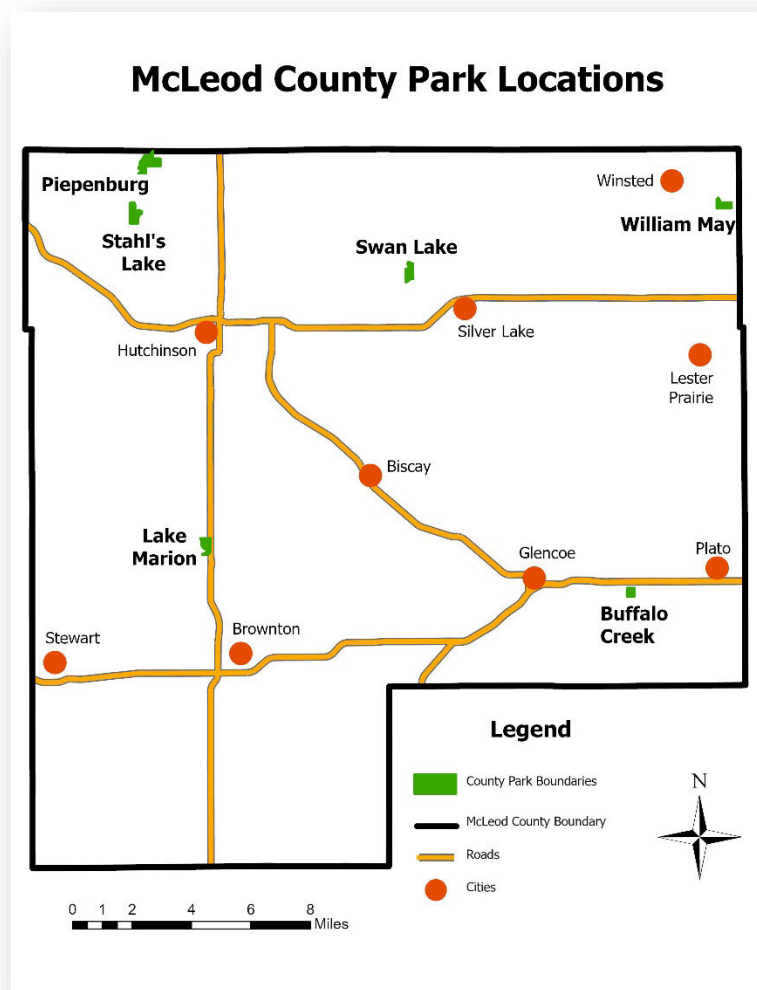 McLeod County Park Locations
Piepenburg
Stahl's
Lake
Winsted
William May
Swan Lake
Silver Lake
Hutchinson
Lester
Prairie
Biscay
Lake
Marion
Glencoe
Plato
Buffalo
Creek
Stewart
Brownton
Legend
County Park Boundaries
McLeod County Boundary
Roads
Cities
N
0 1 2 4 6 8
Miles